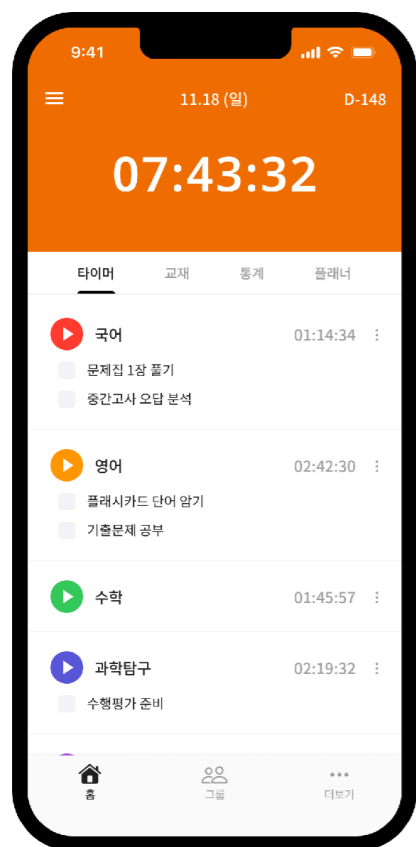 9:41
11.18 (일) D-148
07:43:32
타이머 교재 통계 플래너
국어 01:14:34
문제집 1장 풀기
중간고사 오답 분석
영어 02:42:30
플래시카드 단어 암기
기출문제 공부
수학 01:45:57
과학탐구 02:19:32
수행평가 준비
홈 그룹 더보기